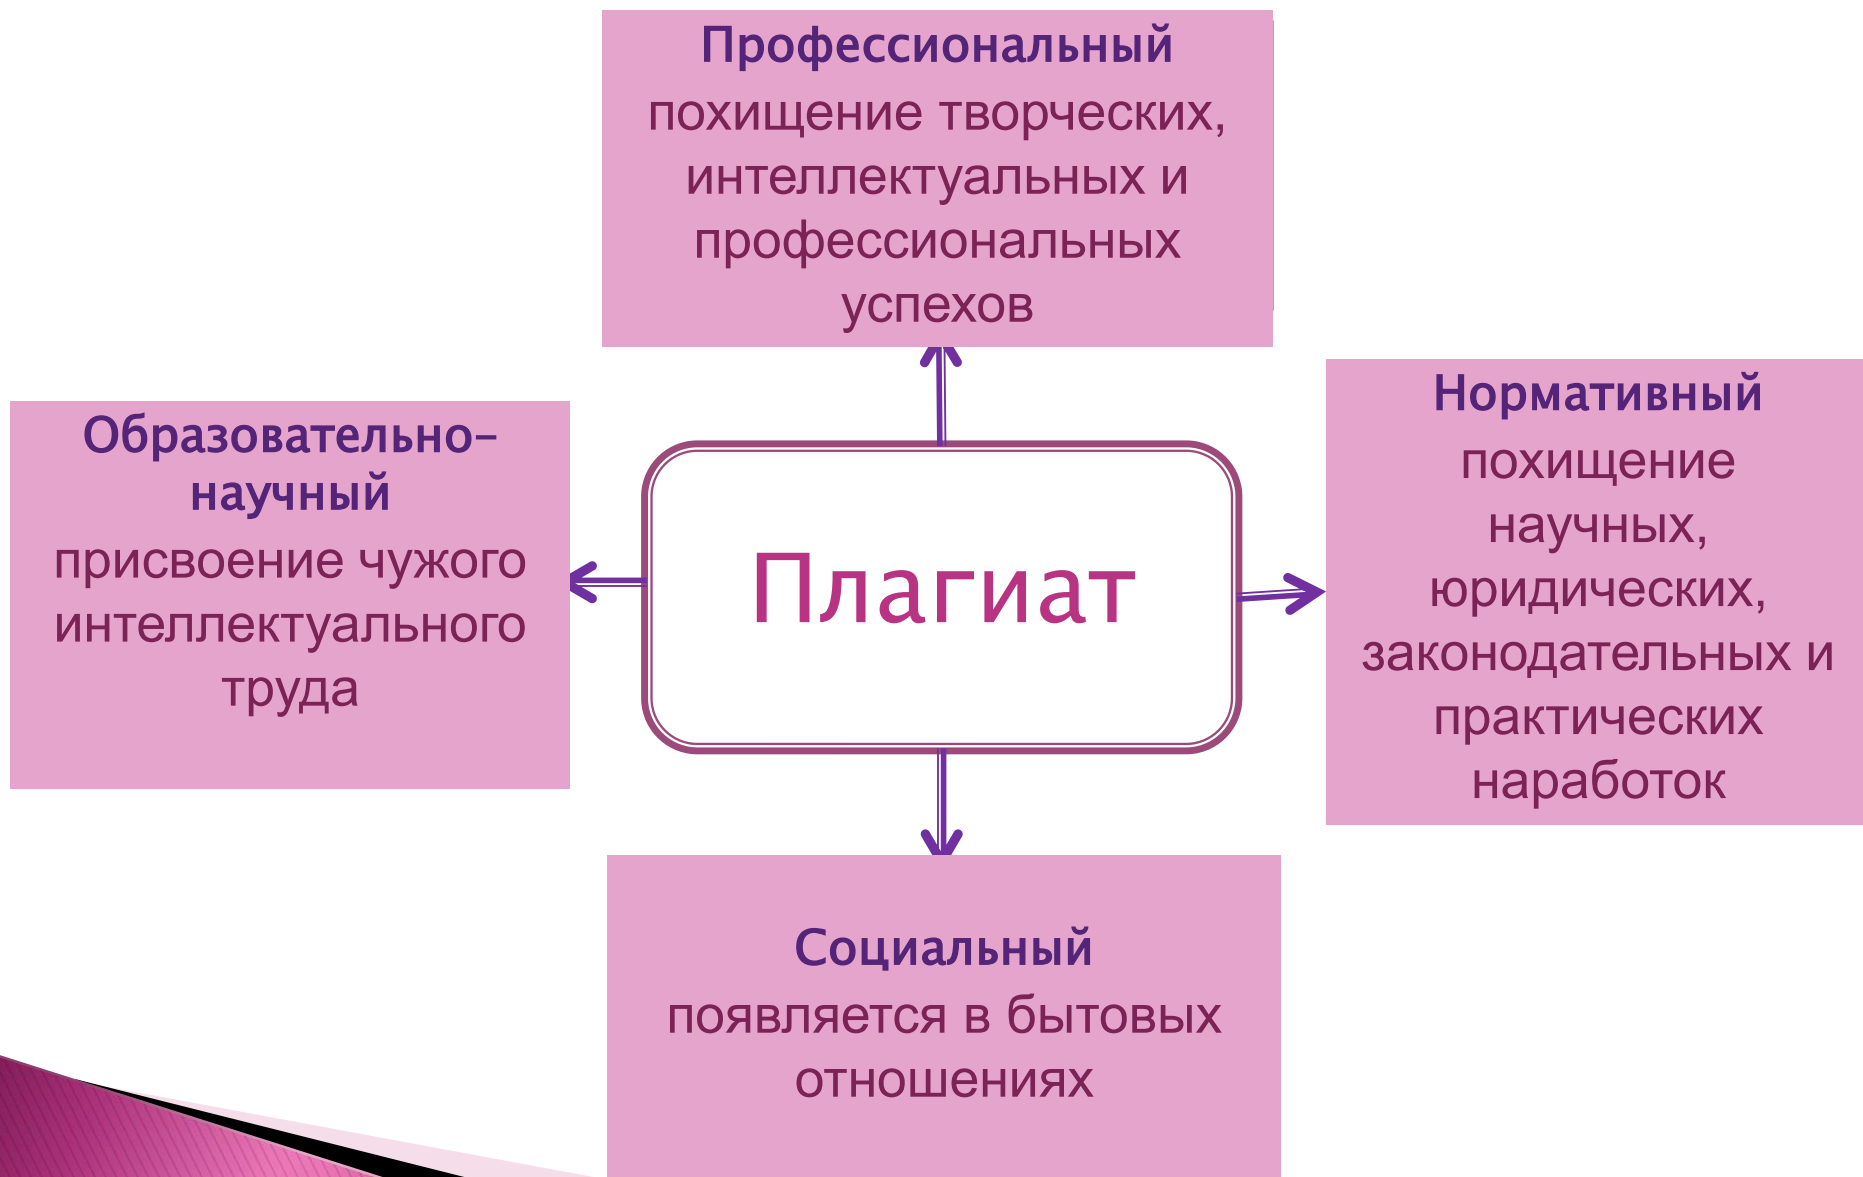 Профессиональный
похищение творческих,
интеллектуальных и
профессиональных
успехов
Образовательно-
научный
присвоение чужого
интеллектуального
труда
Плагиат
Нормативный
похищение
научных,
юридических,
законодательных и
практических
наработок
Социальный
появляется в бытовых
отношениях